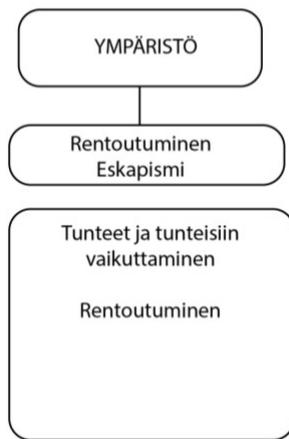 YMPÄRISTÖ
Rentoutuminen
Eskapismi
Tunteet ja tunteisiin
vaikuttaminen
Rentoutuminen